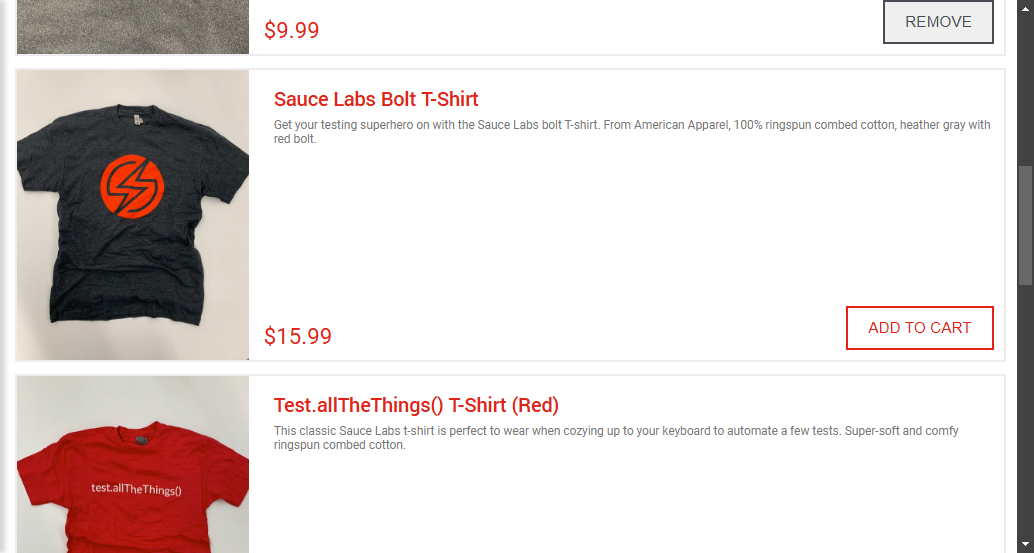 $9.99
REMOVE
Sauce Labs Bolt T-Shirt
Get your testing superhero on with the Sauce Labs bolt T-shirt. From American Apparel, 100% ringspun combed cotton, heather gray with
red bolt.
$15.99
ADD TO CART
Test.allTheThings() T-Shirt (Red)
This classic Sauce Labs t-shirt is perfect to wear when cozying up to your keyboard to automate a few tests. Super-soft and comfy
ringspun combed cotton.
test.allTheThings()